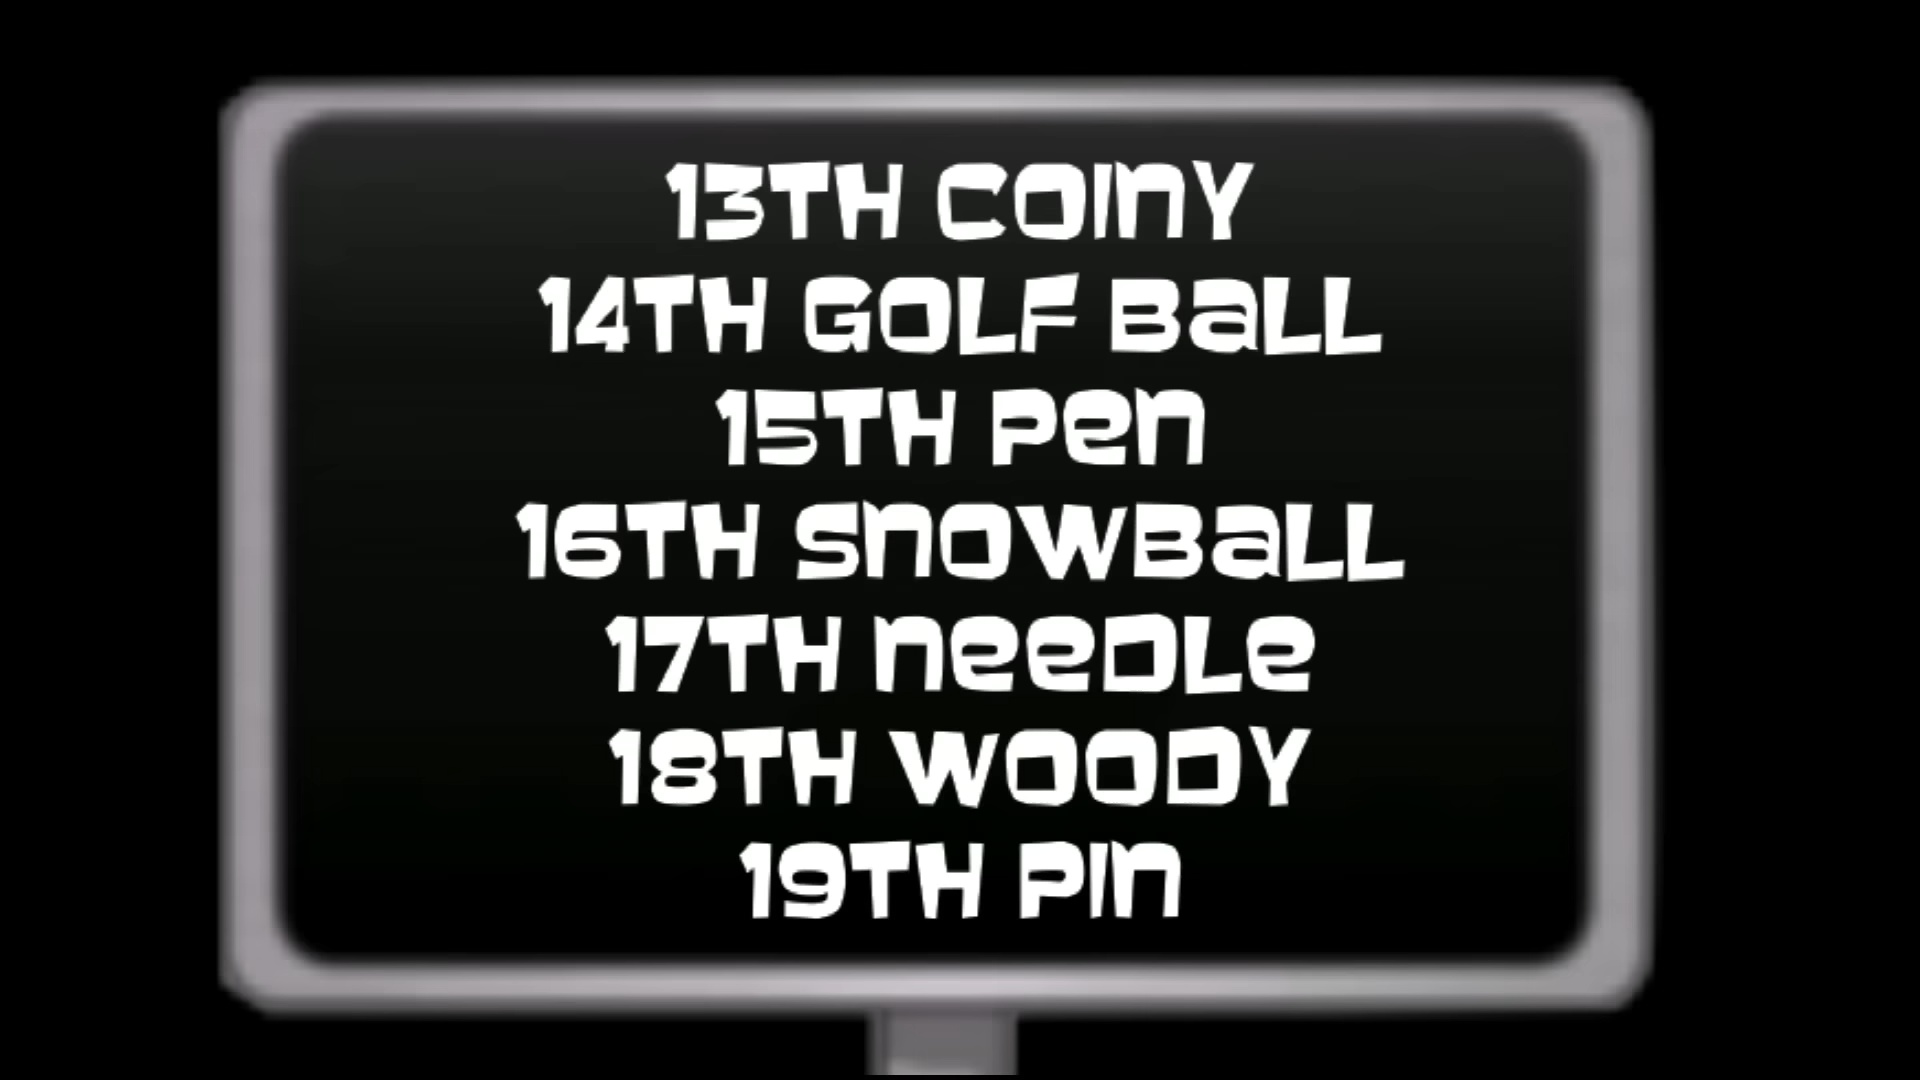 13TH COINY
14TH GOLF BALL
15TH PEN
16TH SNOWBALL
17TH NEEDLE
18TH WOODY
19TH PIN